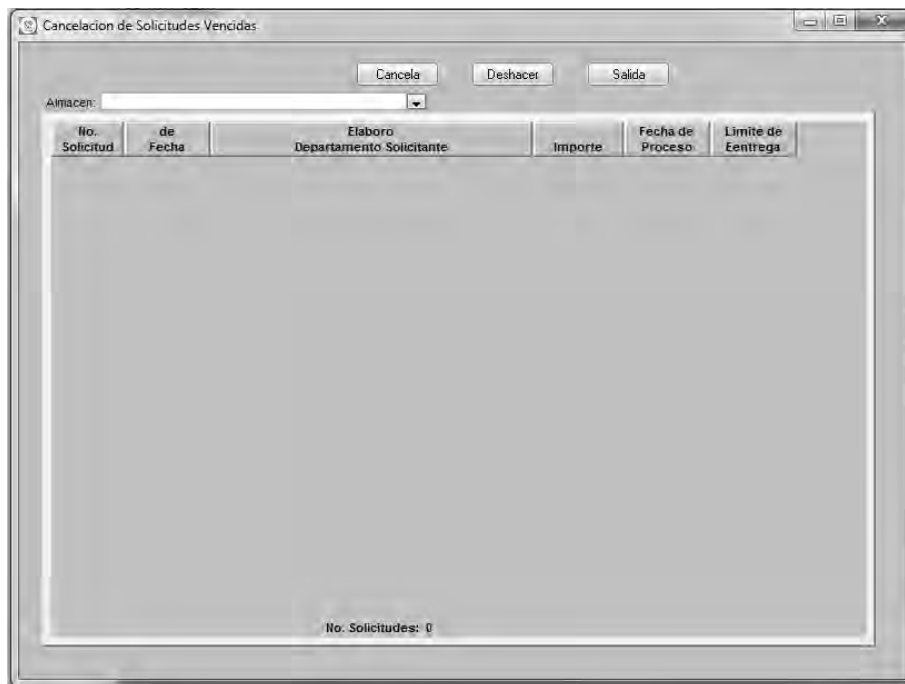 Cancelacion de Solicitudes Vencidas
Cancela Deshacer Salida
Almacen:
No. de Elaboro Fecha de Limite de
Solicitud Fecha Departamento Solicitante Importe Proceso Eentrega
No. Solicitudes: 0